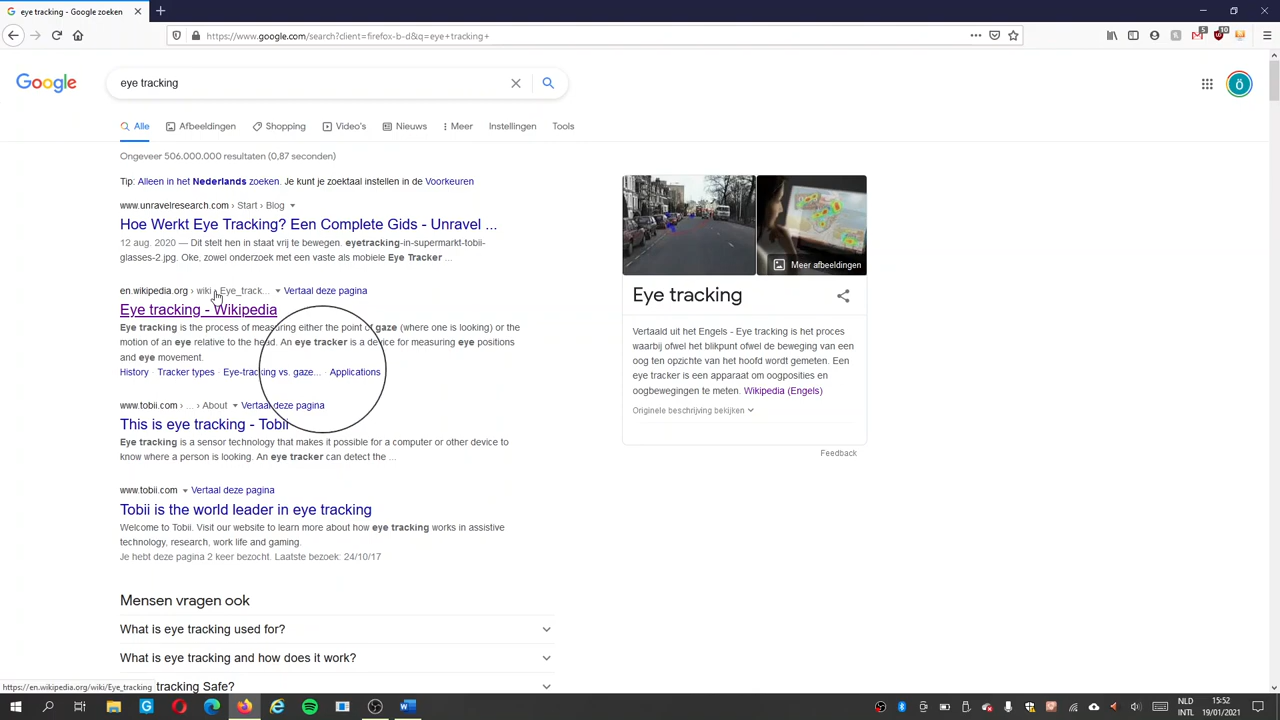 eye tracking - Google zoeken
https://www.google.com/search?client=firefox-b-d&q=eye+tracking+
5
10
Google
eye tracking
ö
Alle
Afbeeldingen
Shopping
Video's
Nieuws
Meer
Instellingen
Tools
Ongeveer 506.000.000 resultaten (0,87 seconden)
Tip: Alleen in het Nederlands zoeken. Je kunt je zoektaal instellen in de Voorkeuren
www.unravelresearch.com › Start › Blog
Hoe Werkt Eye Tracking? Een Complete Gids - Unravel ...
12 aug. 2020 — Dit stelt hen in staat vrij te bewegen. eyetracking-in-supermarkt-tobii-
glasses-2.jpg. Oke, zowel onderzoek met een vaste als mobiele Eye Tracker ...
en.wikipedia.org › wiki › Eye_track... Vertaal deze pagina
Eye tracking - Wikipedia
Eye tracking is the process of measuring either the point of gaze (where one is looking) or the
motion of an eye relative to the head. An eye tracker is a device for measuring eye positions
and eye movement.
History · Tracker types · Eye-tracking vs. gaze... · Applications
www.tobii.com › ... › About Vertaal deze pagina
This is eye tracking - Tobii
Eye tracking is a sensor technology that makes it possible for a computer or other device to
know where a person is looking. An eye tracker can detect the ...
www.tobii.com Vertaal deze pagina
Tobii is the world leader in eye tracking
Welcome to Tobii. Visit our website to learn more about how eye tracking works in assistive
technology, research, work life and gaming.
Je hebt deze pagina 2 keer bezocht. Laatste bezoek: 24/10/17
Mensen vragen ook
What is eye tracking used for?
What is eye tracking and how does it work?
tracking Safe?
Meer afbeeldingen
Eye tracking
Vertaald uit het Engels - Eye tracking is het proces
waarbij ofwel het blikpunt ofwel de beweging van een
oog ten opzichte van het hoofd wordt gemeten. Een
eye tracker is een apparaat om oogposities en
oogbewegingen te meten. Wikipedia (Engels)
Originele beschrijving bekijken
Feedback
https://en.wikipedia.org/wiki/Eye_tracking
NLD
INTL
15:52
19/01/2021